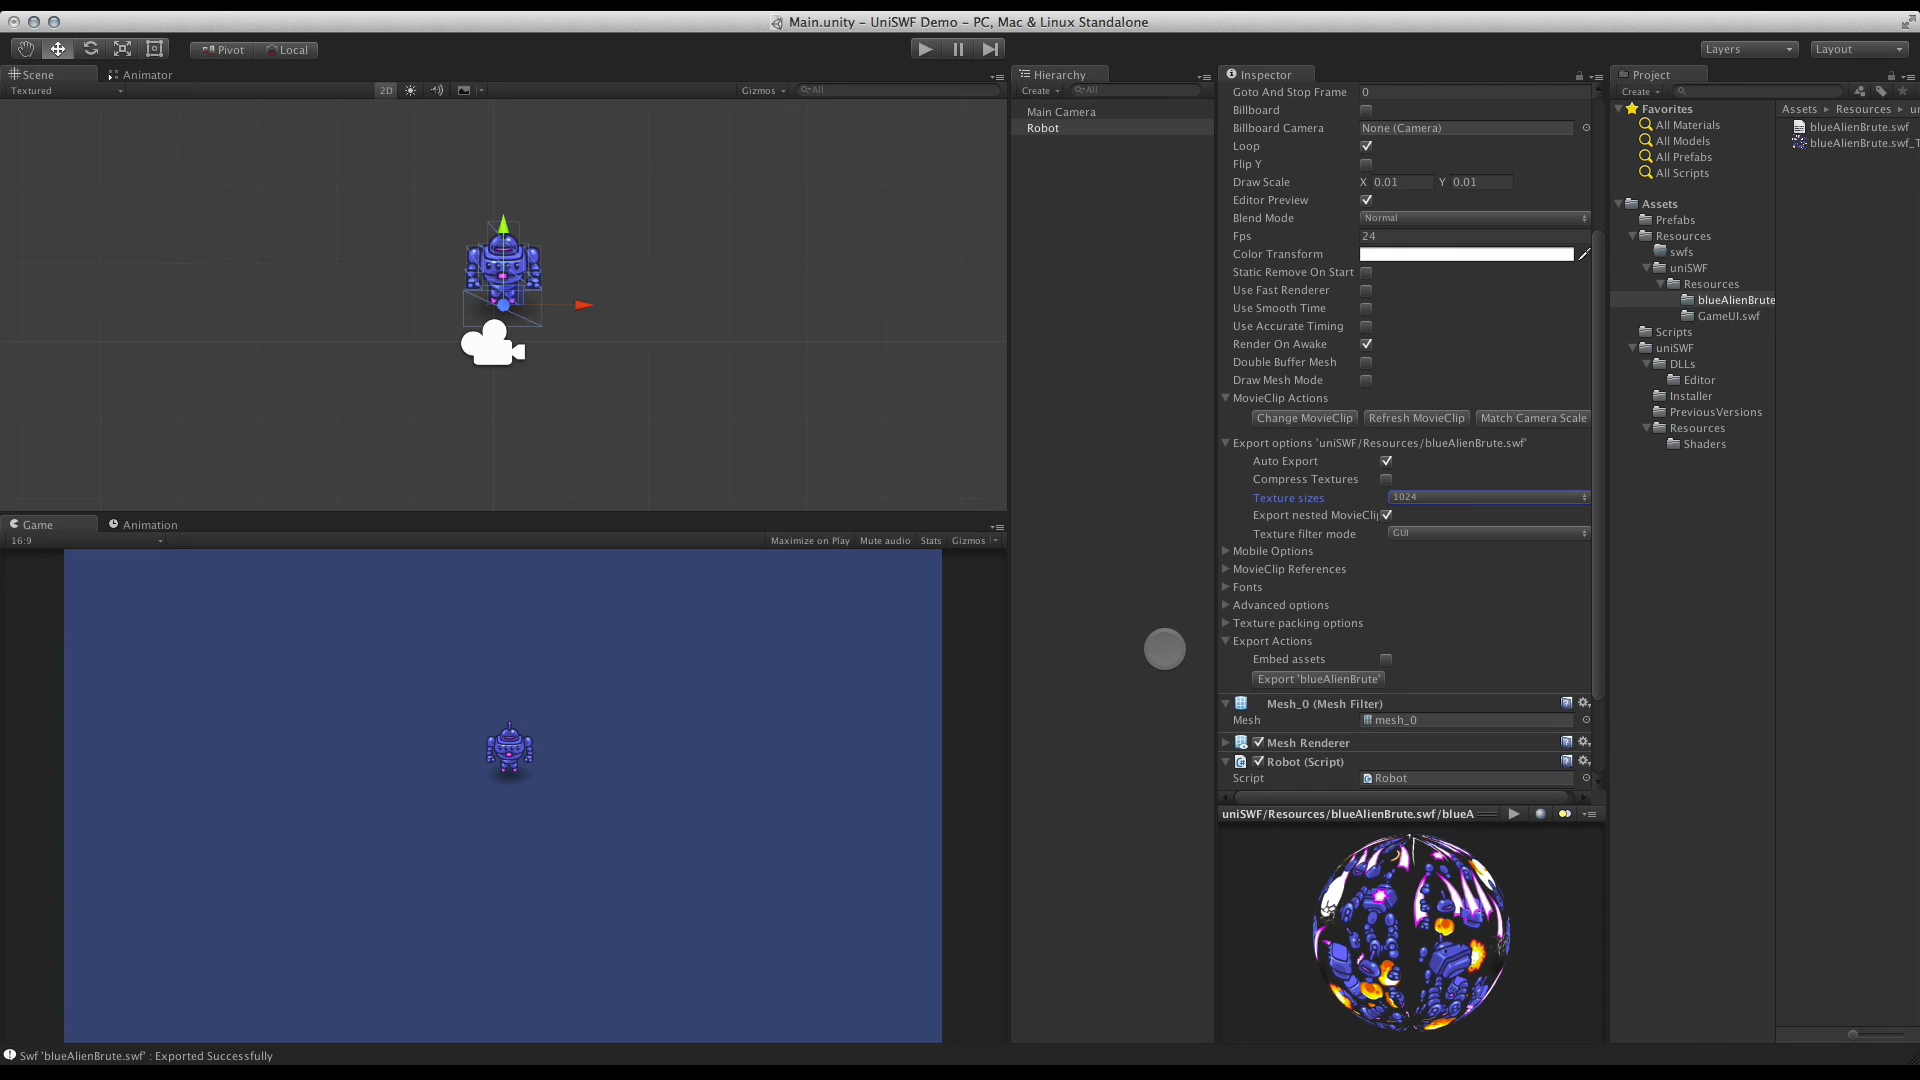 Main.unity – UniSWF Demo – PC, Mac & Linux Standalone
Pivot
Local
Layers
Layout
Scene
Animator
Textured
2D
Gizmos
All
Hierarchy
Create
All
Main Camera
Robot
Inspector
Goto And Stop Frame 0
Billboard
Billboard Camera None (Camera)
Loop
Flip Y
Draw Scale X 0.01 Y 0.01
Editor Preview
Blend Mode Normal
Fps 24
Color Transform
Static Remove On Start
Use Fast Renderer
Use Smooth Time
Use Accurate Timing
Render On Awake
Double Buffer Mesh
Draw Mesh Mode
MovieClip Actions
Change MovieClip Refresh MovieClip Match Camera Scale
Export options 'uniSWF/Resources/blueAlienBrute.swf'
Auto Export
Compress Textures
Texture sizes 1024
Export nested MovieClip
Texture filter mode GUI
Mobile Options
MovieClip References
Fonts
Advanced options
Texture packing options
Export Actions
Embed assets
Export 'blueAlienBrute'
Mesh_0 (Mesh Filter)
Mesh mesh_0
Mesh Renderer
Robot (Script)
Script Robot
uniSWF/Resources/blueAlienBrute.swf/blueA
Project
Create
Favorites
All Materials
All Models
All Prefabs
All Scripts
Assets
Prefabs
Resources
swfs
uniSWF
Resources
blueAlienBrute
GameUI.swf
Scripts
uniSWF
DLLs
Editor
Installer
PreviousVersions
Resources
Shaders
Assets ▸ Resources ▸ un
blueAlienBrute.swf
blueAlienBrute.swf_T
Game
Animation
16:9
Maximize on Play Mute audio Stats Gizmos
Swf 'blueAlienBrute.swf' : Exported Successfully